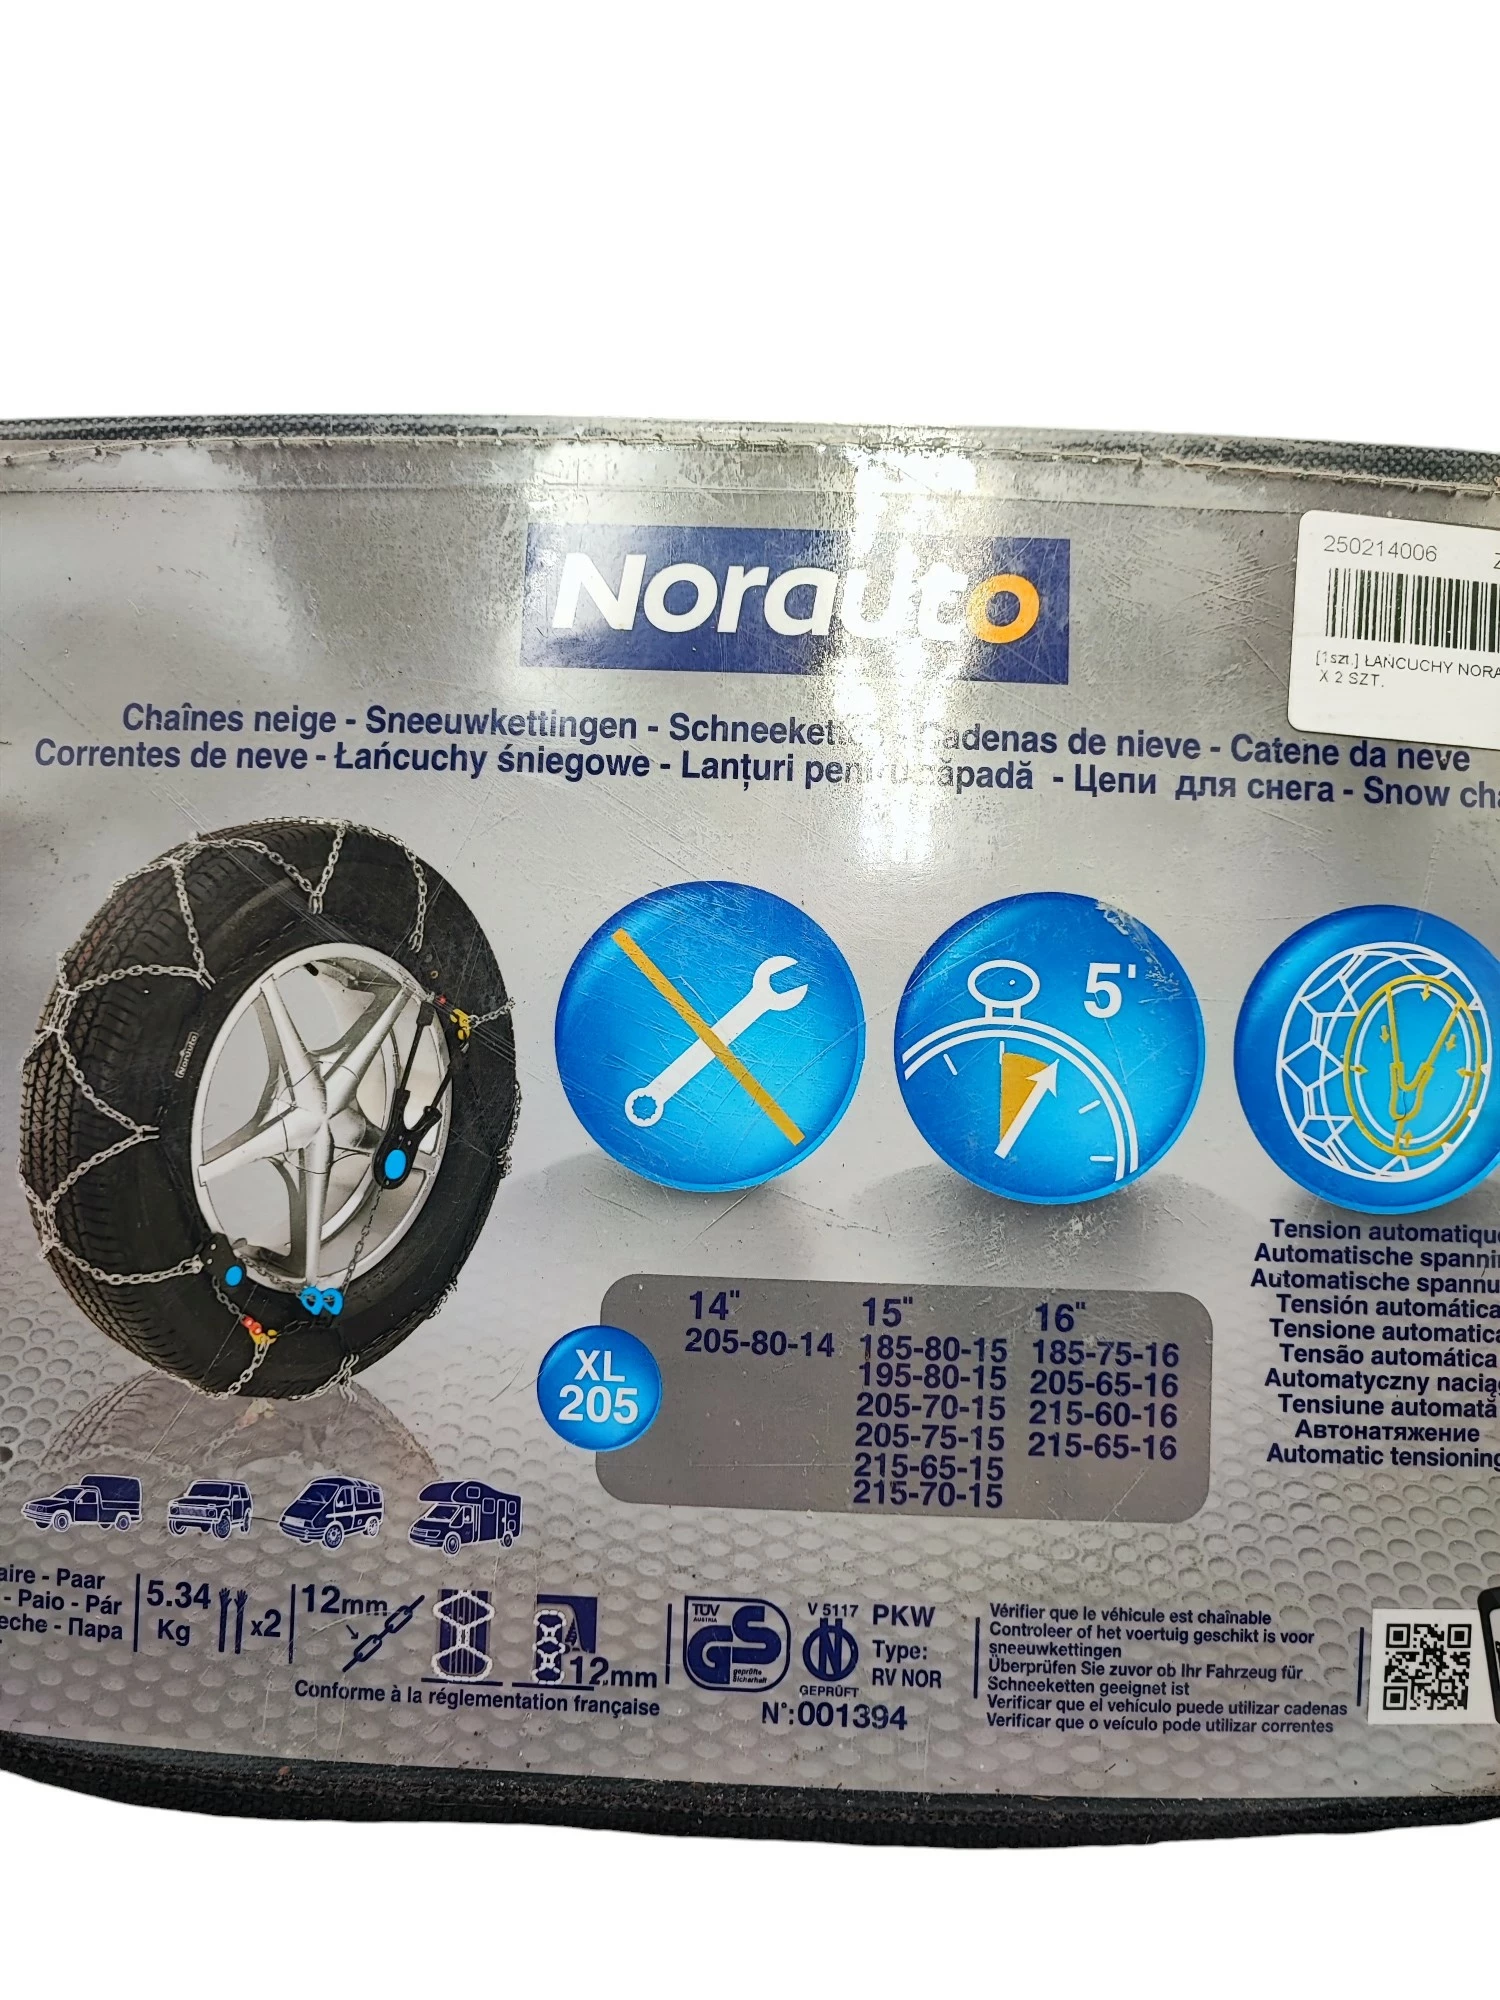 Norauto
250214006
[1szt.] ŁAŃCUCHY NORA
X 2 SZT.
Chaînes neige - Sneeuwkettingen - Schneeket adenas de nieve - Catene da neve
Correntes de neve - Łańcuchy śniegowe - Lanțuri pen ăpadă - Цепи для снега - Snow cha
Norauto
5'
Tension automatique
Automatische spannin
Automatische spannu
Tensión automática
Tensione automatica
Tensão automática
Automatyczny naciąg
Tensiune automată
Автонатяжение
Automatic tensioning
XL
205
14" 15" 16"
205-80-14 185-80-15 185-75-16
195-80-15 205-65-16
205-70-15 215-60-16
205-75-15 215-65-16
215-65-15
215-70-15
aire - Paar
- Paio - Pár
eche - Пара
5.34
Kg
x2
12mm
12mm
Conforme à la réglementation française
TÜV
AUSTRIA
GS
geprüfte
Sicherheit
V 5117
N
GEPRÜFT
PKW
Type:
RV NOR
N°:001394
Vérifier que le véhicule est chaînable
Controleer of het voertuig geschikt is voor
sneeuwkettingen
Überprüfen Sie zuvor ob Ihr Fahrzeug für
Schneeketten geeignet ist
Verificar que el vehículo puede utilizar cadenas
Verificar que o veículo pode utilizar correntes